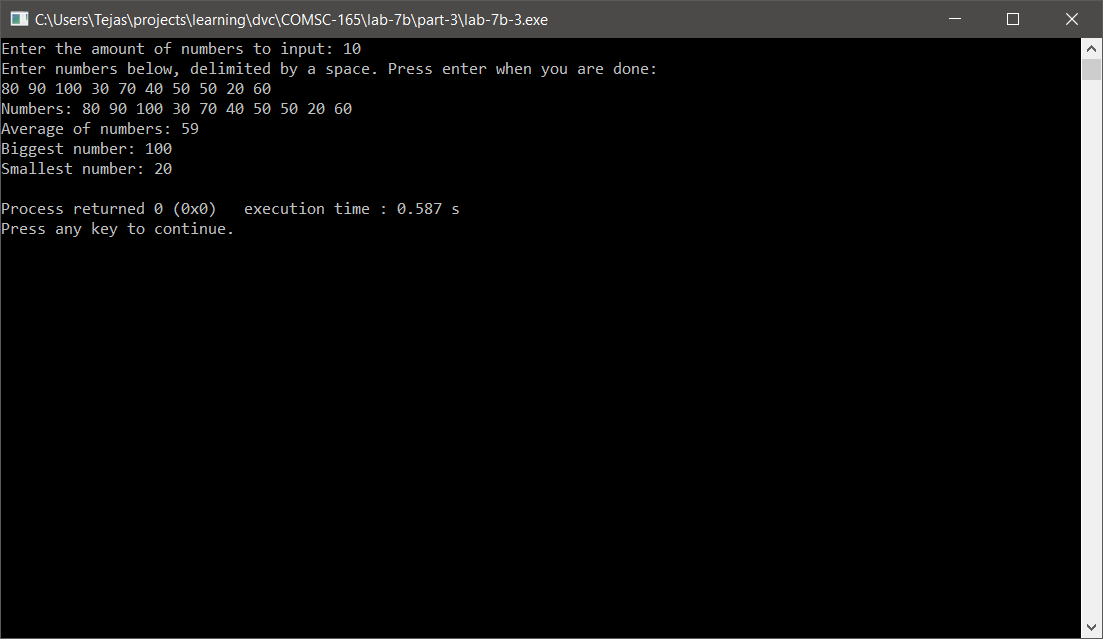 C:\Users\Tejas\projects\learning\dvc\COMSC-165\lab-7b\part-3\lab-7b-3.exe
Enter the amount of numbers to input: 10
Enter numbers below, delimited by a space. Press enter when you are done:
80 90 100 30 70 40 50 50 20 60
Numbers: 80 90 100 30 70 40 50 50 20 60
Average of numbers: 59
Biggest number: 100
Smallest number: 20
Process returned 0 (0x0)   execution time : 0.587 s
Press any key to continue.